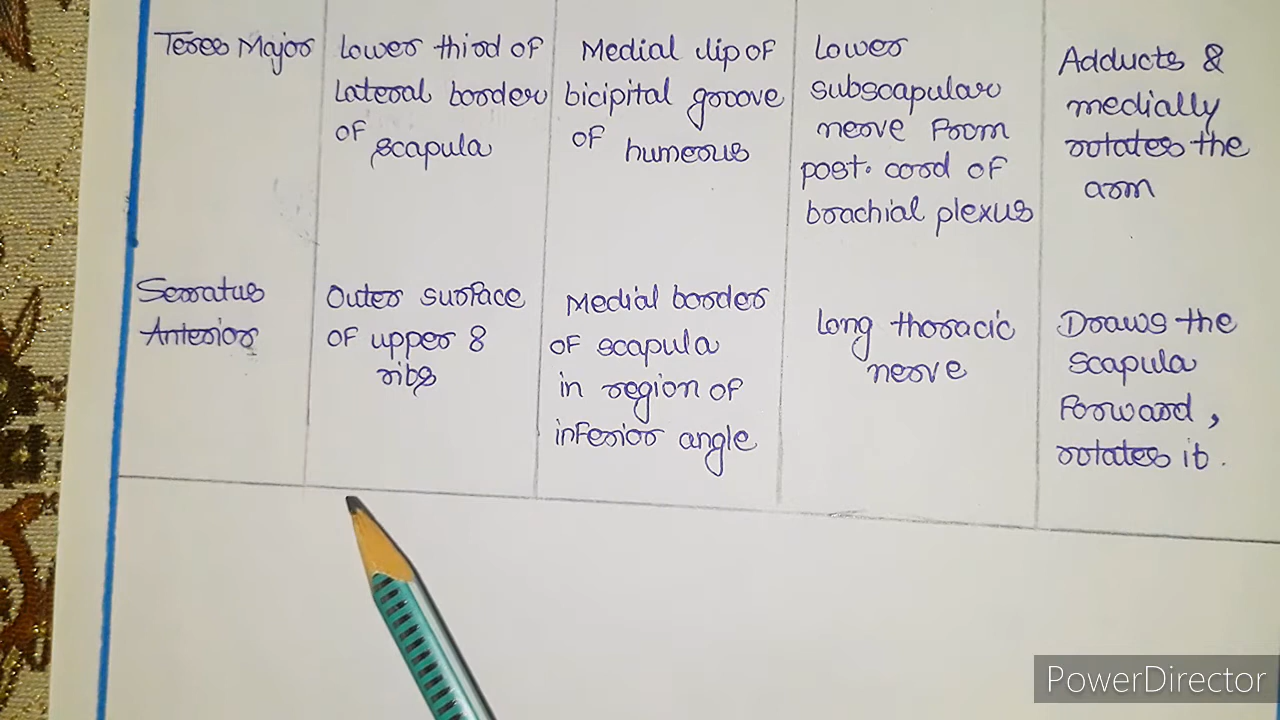 Teres Major
Lower third of
Lateral border
of scapula
Medial lip of
bicipital groove
of humerus
Lower
subscapular
nerve from
post. cord of
brachial plexus
Adducts &
medially
rotates the
arm
Serratus
Anterior
Outer surface
of upper 8
ribs
Medial border
of scapula
in region of
inferior angle
Long thoracic
nerve
Draws the
scapula
Forward,
rotates it.
PowerDirector